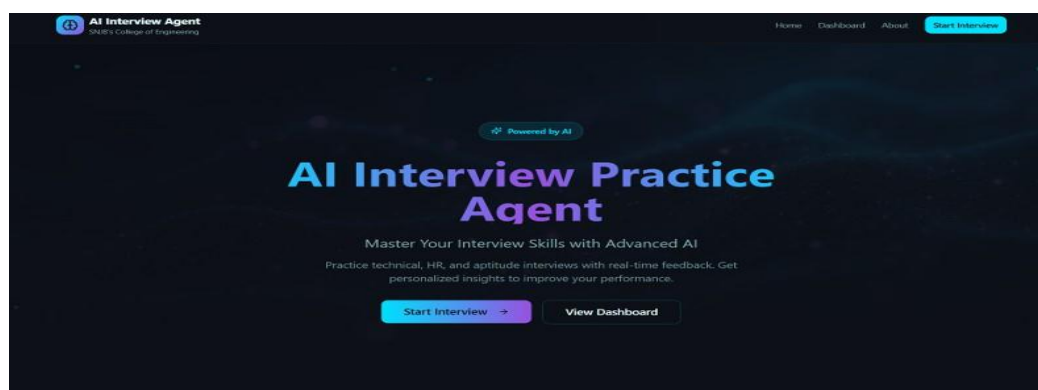 AI Interview Agent
SNJB's College of Engineering
Home Dashboard About Start Interview
Powered by AI
AI Interview Practice
Agent
Master Your Interview Skills with Advanced AI
Practice technical, HR, and aptitude interviews with real-time feedback. Get
personalized insights to improve your performance.
Start Interview → View Dashboard